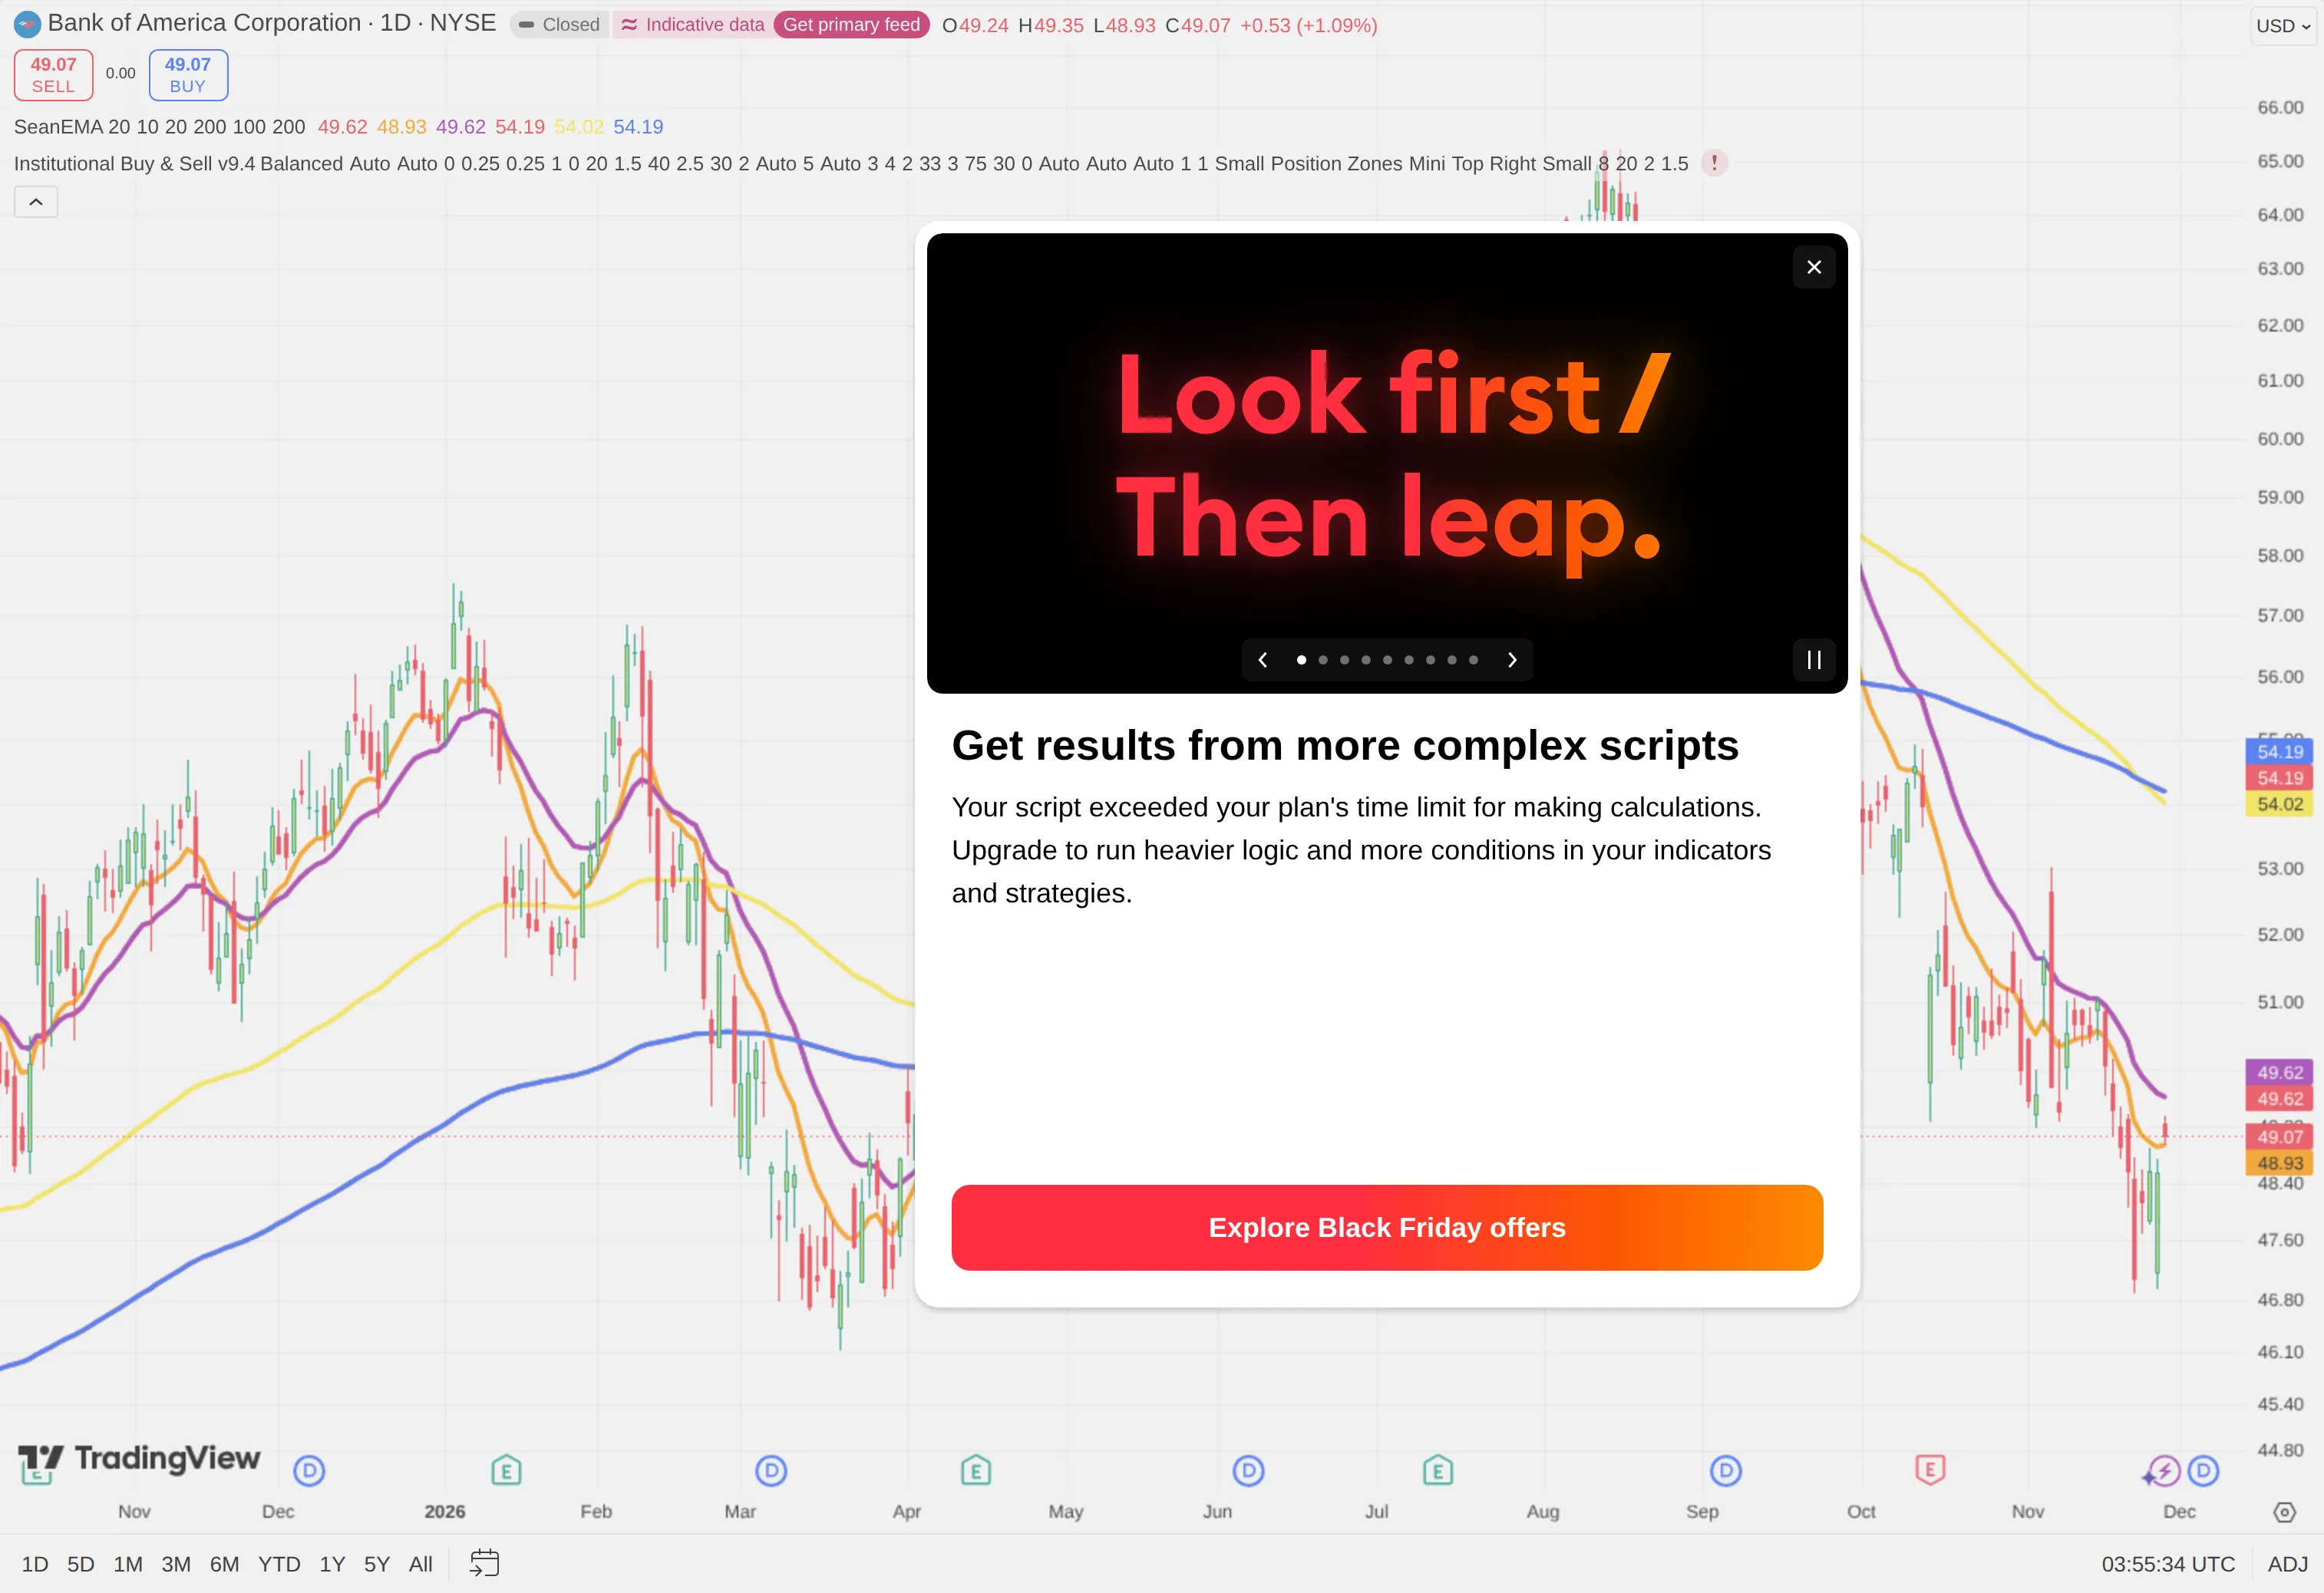 Bank of America Corporation · 1D · NYSE Closed Indicative data Get primary feed O49.24 H49.35 L48.93 C49.07 +0.53 (+1.09%) USD
49.07 SELL 0.00 49.07 BUY
SeanEMA 20 10 20 200 100 200 49.62 48.93 49.62 54.19 54.02 54.19
Institutional Buy & Sell v9.4 Balanced Auto Auto 0 0.25 0.25 1 0 20 1.5 40 2.5 30 2 Auto 5 Auto 3 4 2 33 3 75 30 0 Auto Auto Auto 1 1 Small Position Zones Mini Top Right Small 8 20 2 1.5 !
66.00
65.00
64.00
63.00
62.00
61.00
60.00
59.00
58.00
57.00
56.00
54.19
54.19
54.02
53.00
52.00
51.00
49.62
49.62
49.07
48.93
48.40
47.60
46.80
46.10
45.40
44.80
Look first /
Then leap.
Get results from more complex scripts
Your script exceeded your plan's time limit for making calculations.
Upgrade to run heavier logic and more conditions in your indicators
and strategies.
Explore Black Friday offers
TradingView
E D E D E D E D E D
Nov Dec 2026 Feb Mar Apr May Jun Jul Aug Sep Oct Nov Dec
1D 5D 1M 3M 6M YTD 1Y 5Y All 03:55:34 UTC ADJ